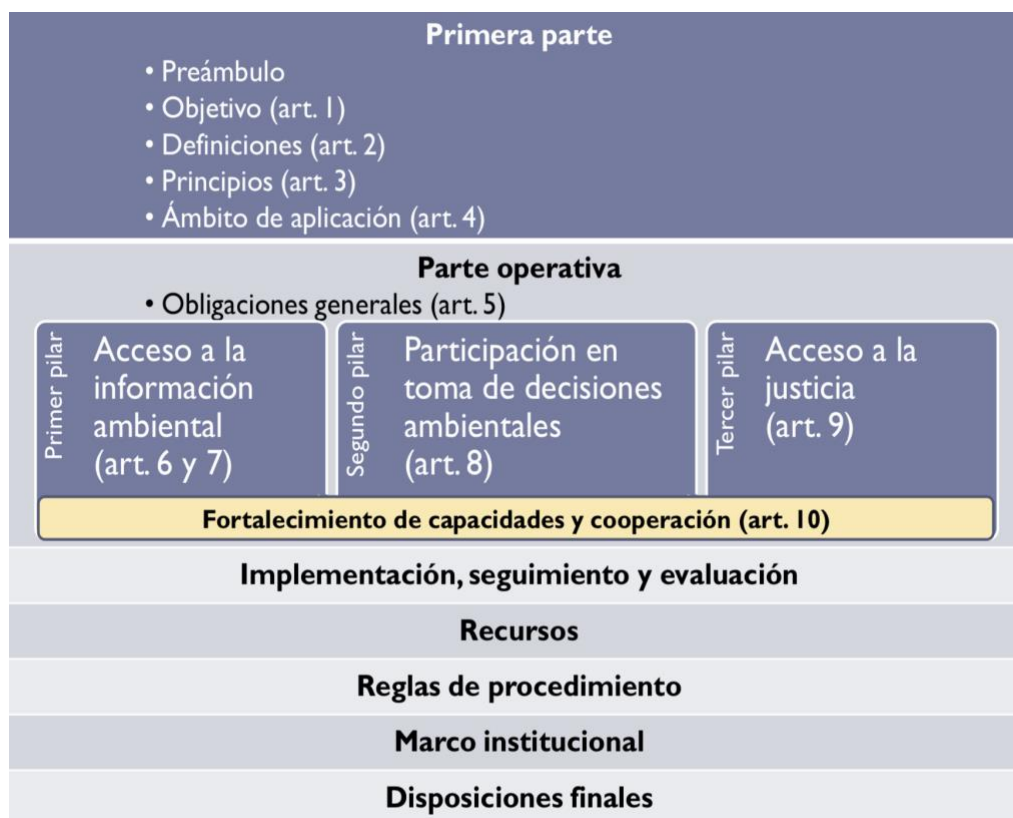 Primera parte
• Preámbulo
• Objetivo (art. 1)
• Definiciones (art. 2)
• Principios (art. 3)
• Ámbito de aplicación (art. 4)
Parte operativa
• Obligaciones generales (art. 5)
Primer pilar
Acceso a la
información
ambiental
(art. 6 y 7)
Segundo pilar
Participación en
toma de decisiones
ambientales
(art. 8)
Tercer pilar
Acceso a la
justicia
(art. 9)
Fortalecimiento de capacidades y cooperación (art. 10)
Implementación, seguimiento y evaluación
Recursos
Reglas de procedimiento
Marco institucional
Disposiciones finales